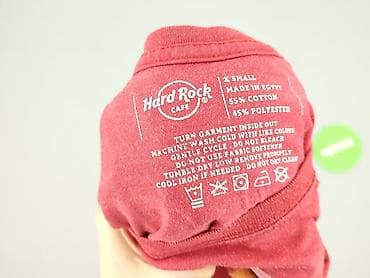 Hard Rock
CAFE
®
X SMALL
MADE IN EGYPT
55% COTTON
45% POLYESTER
TURN GARMENT INSIDE OUT
MACHINE WASH COLD WITH LIKE COLORS
GENTLE CYCLE . DO NOT BLEACH
DO NOT USE FABRIC SOFTENER
TUMBLE DRY LOW REMOVE PROMPTLY
COOL IRON IF NEEDED . DO NOT DRY CLEAN